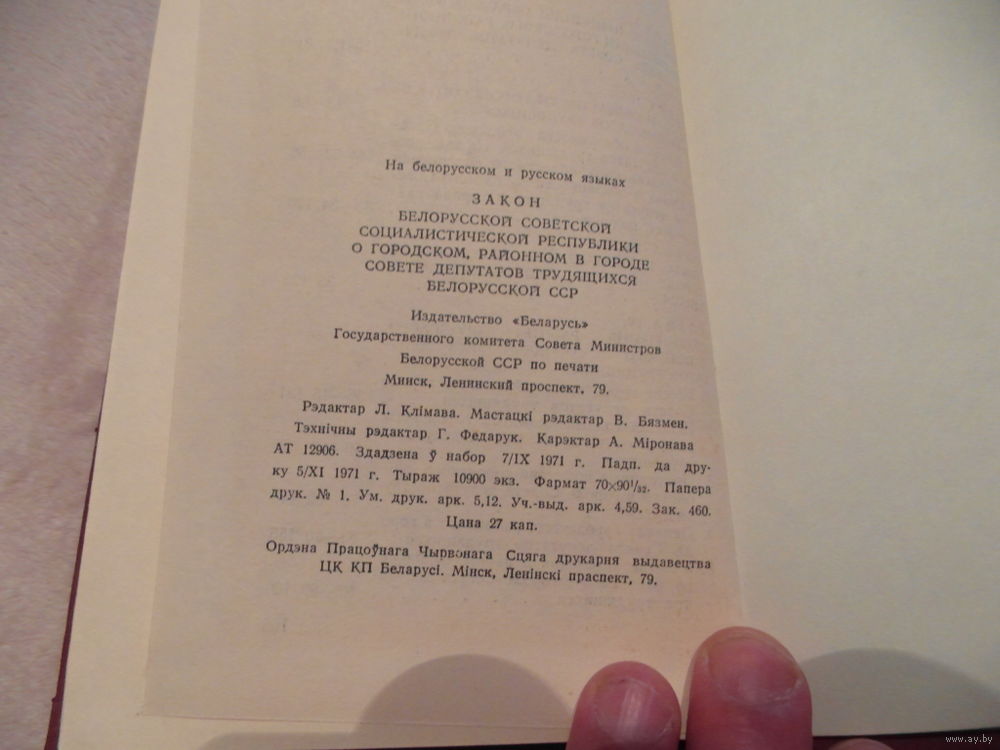 На белорусском и русском языках
ЗАКОН
БЕЛОРУССКОЙ СОВЕТСКОЙ
СОЦИАЛИСТИЧЕСКОЙ РЕСПУБЛИКИ
О ГОРОДСКОМ, РАЙОННОМ В ГОРОДЕ
СОВЕТЕ ДЕПУТАТОВ ТРУДЯЩИХСЯ
БЕЛОРУССКОЙ ССР
Издательство «Беларусь»
Государственного комитета Совета Министров
Белорусской ССР по печати
Минск, Ленинский проспект, 79.
Рэдактар Л. Клімава. Мастацкі рэдактар В. Бязмен.
Тэхнічны рэдактар Г. Федарук. Карэктар А. Міронава
АТ 12906. Здадзена ў набор 7/IX 1971 г. Падп. да дру-
ку 5/XI 1971 г. Тыраж 10900 экз. Фармат 70×90¹/₃₂. Папера
друк. № 1. Ум. друк. арк. 5,12. Уч.-выд. арк. 4,59. Зак. 460.
Цана 27 кап.
Ордэна Працоўнага Чырвонага Сцяга друкарня выдавецтва
ЦК КП Беларусі. Мінск, Ленінскі праспект, 79.
www.ay.by